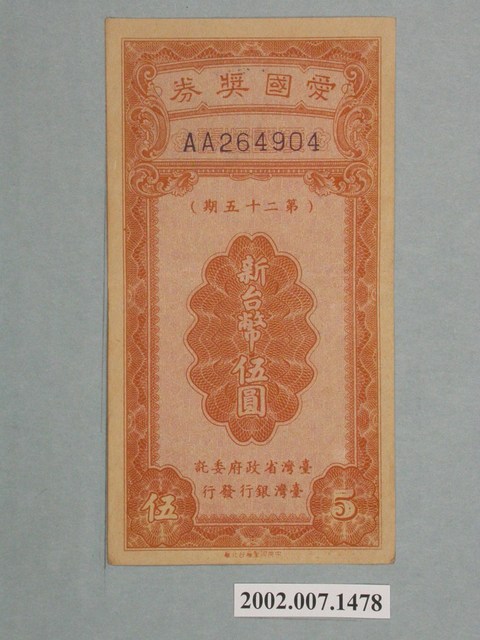 愛國獎券
AA264904
(第二十五期)
新台幣伍圓
臺灣省政府委託
臺灣銀行發行
伍
5
2002.007.1478